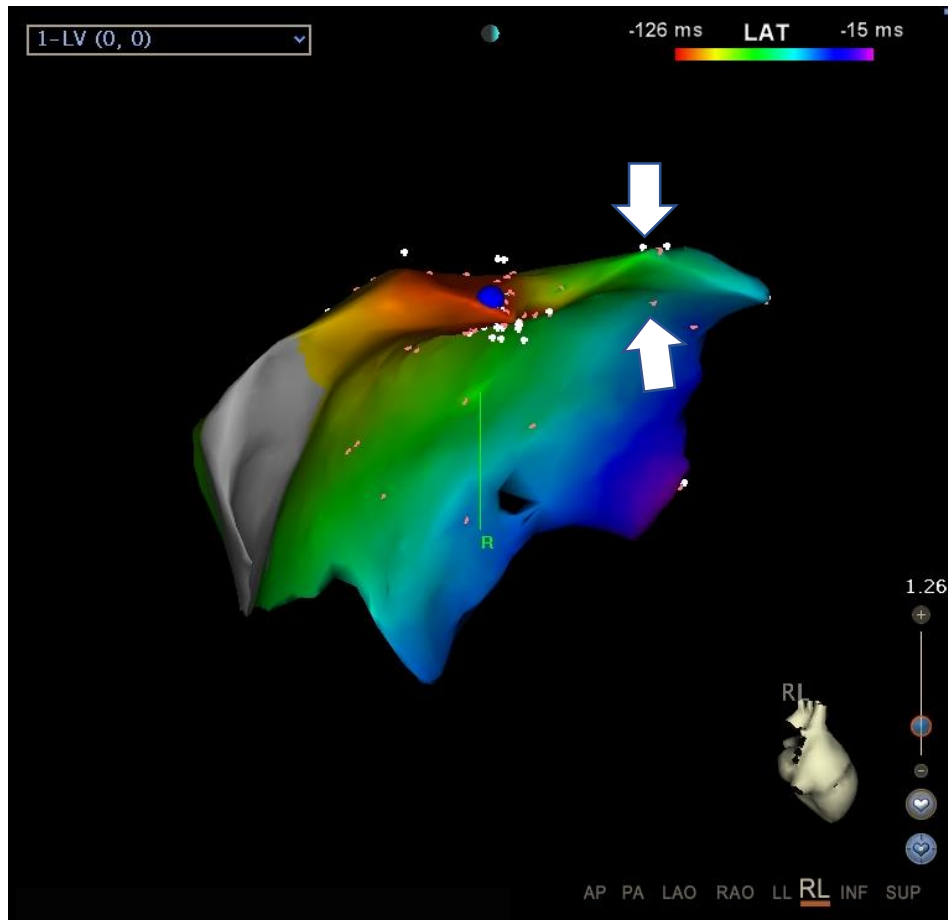 1-LV (0, 0)
-126 ms LAT -15 ms
R
1.26
RL
AP PA LAO RAO LL RL INF SUP